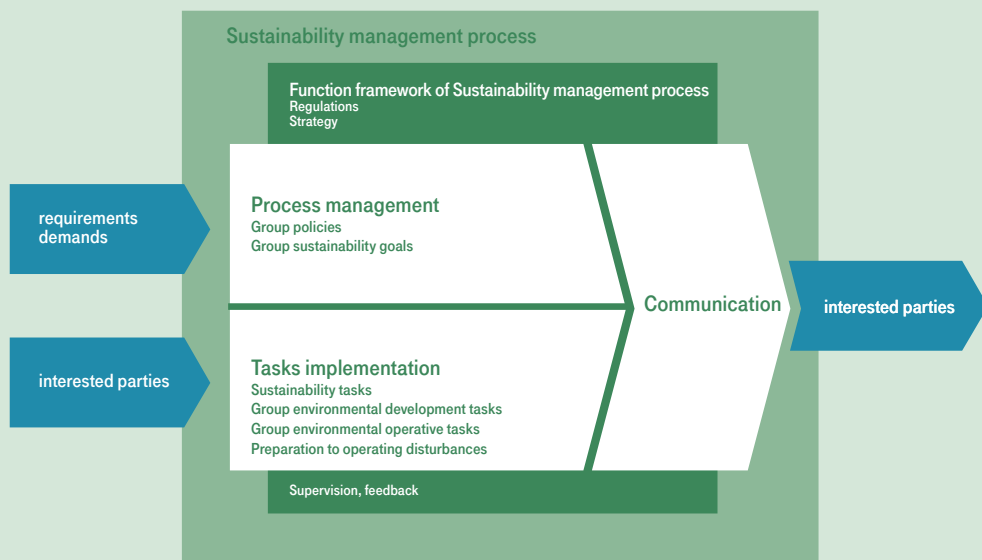 Sustainability management process
Function framework of Sustainability management process
Regulations
Strategy
requirements
demands
interested parties
Process management
Group policies
Group sustainability goals
Tasks implementation
Sustainability tasks
Group environmental development tasks
Group environmental operative tasks
Preparation to operating disturbances
Communication
interested parties
Supervision, feedback